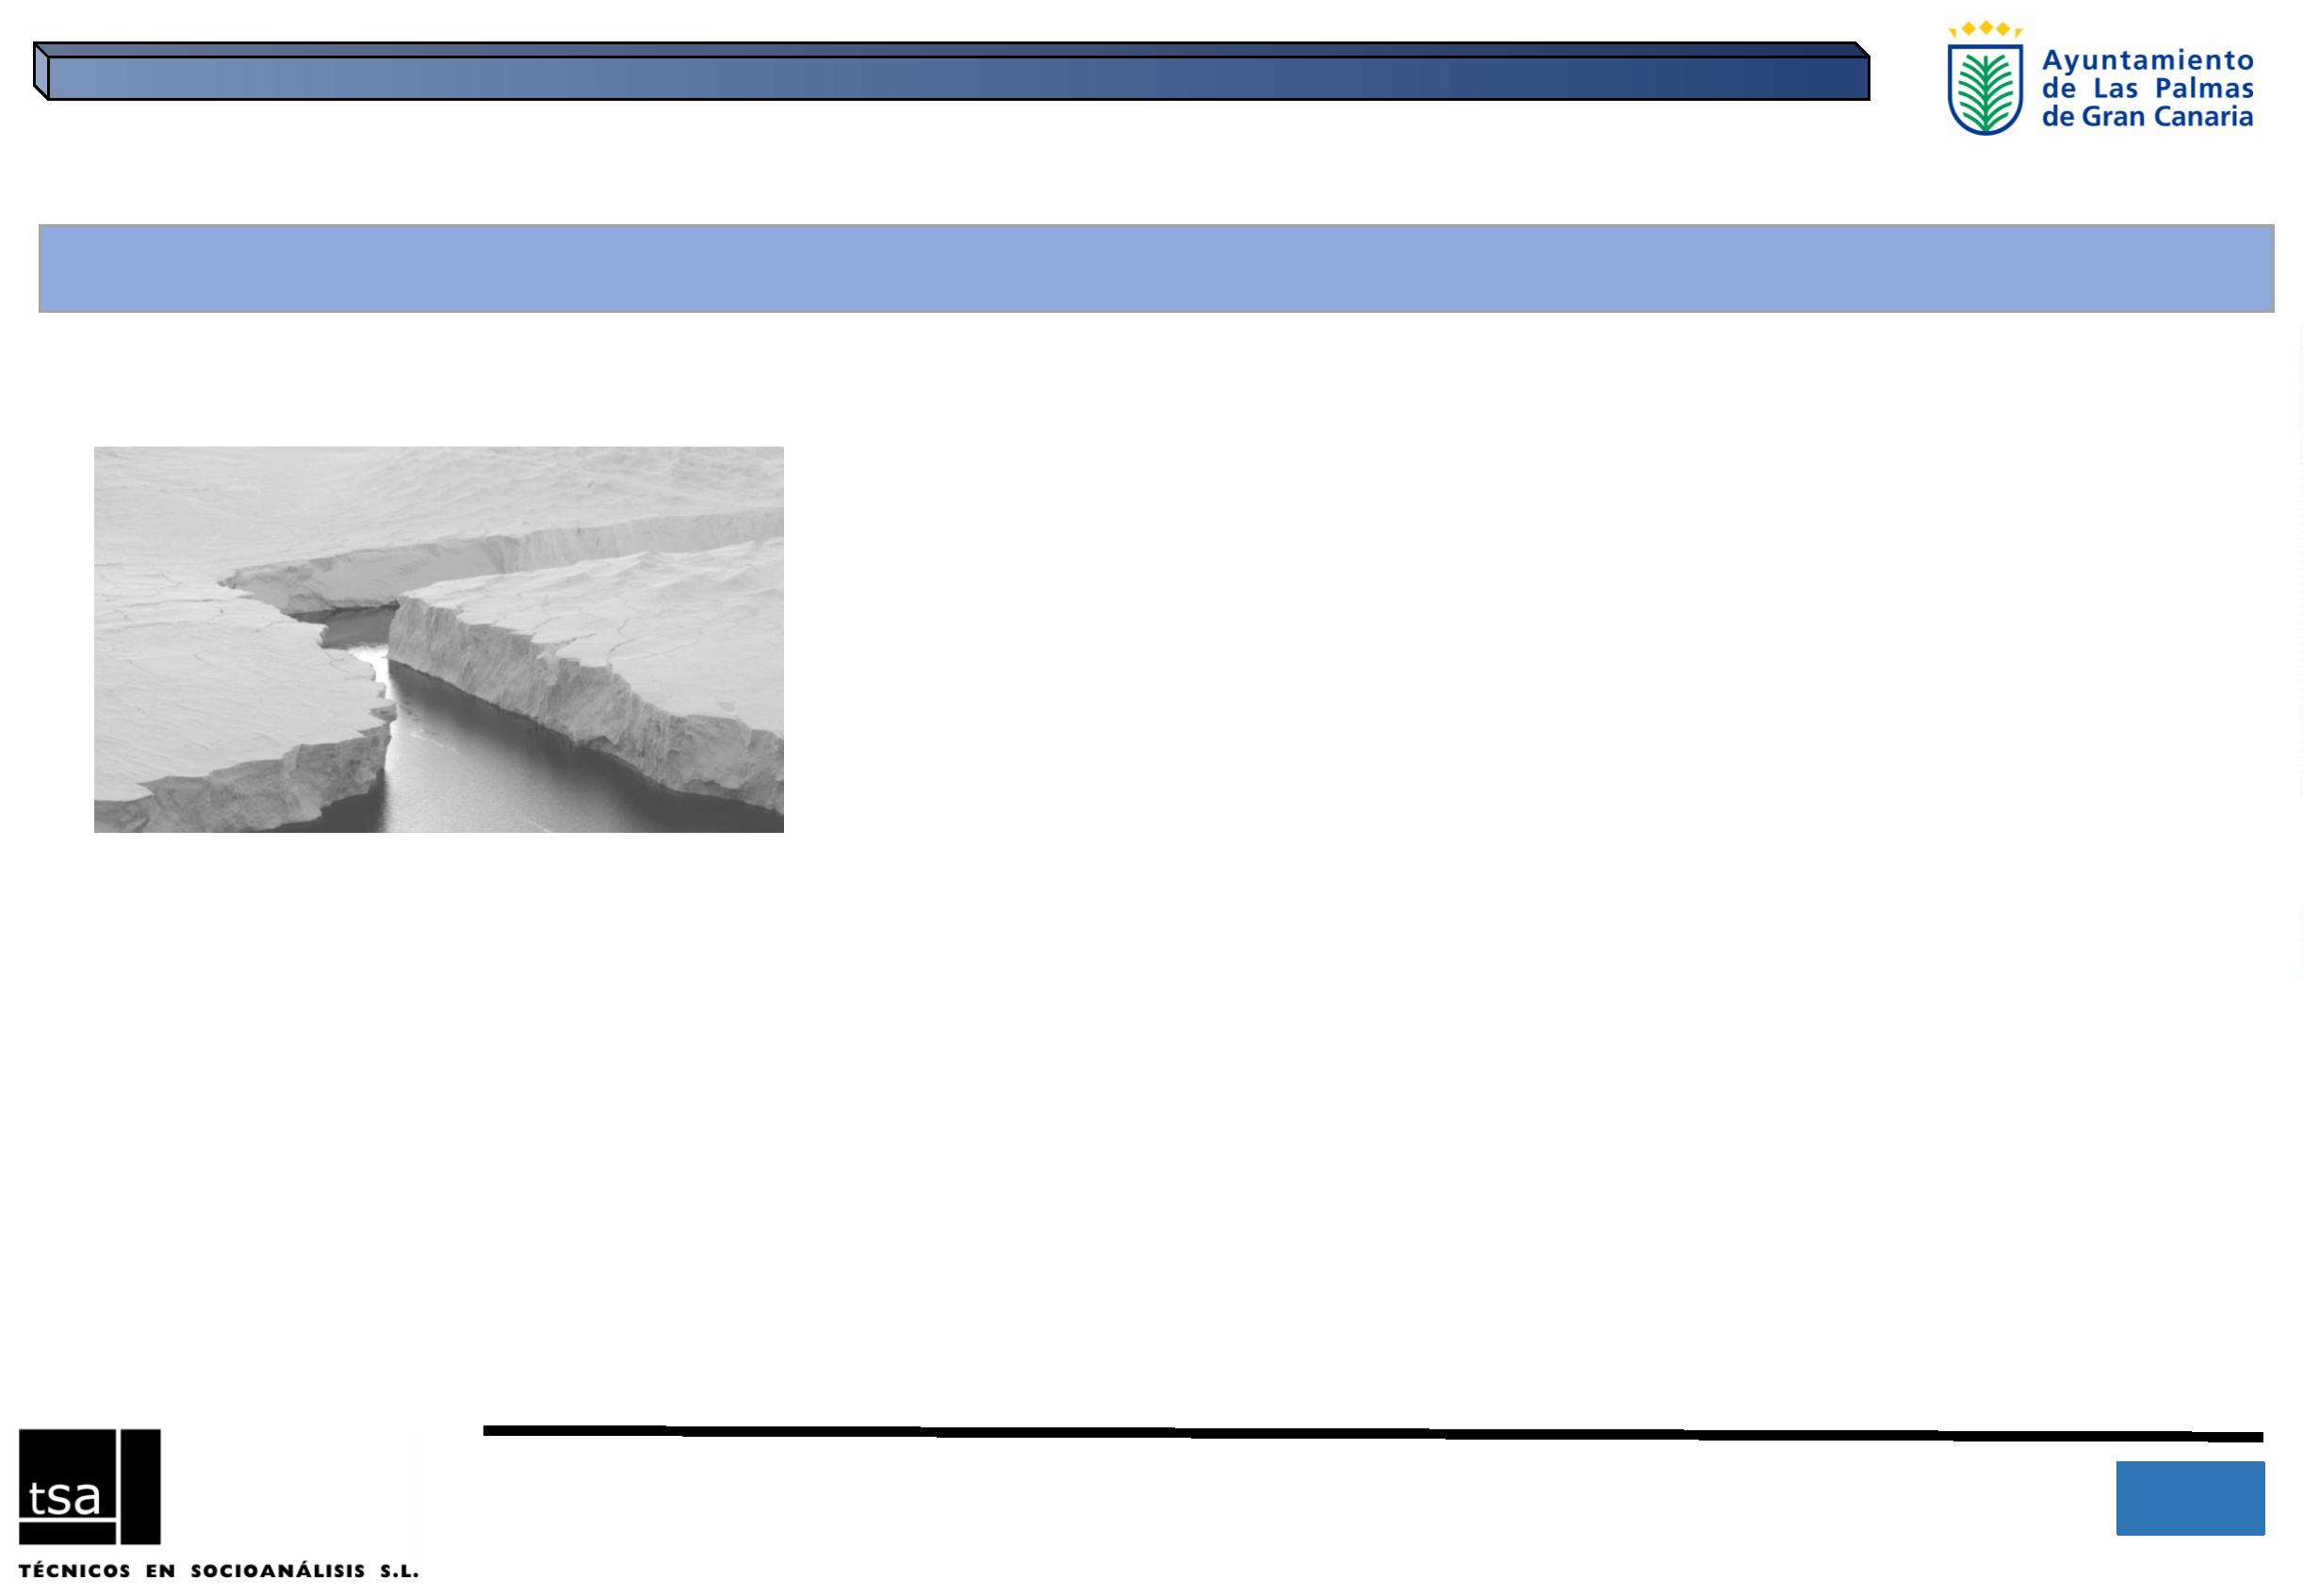 Ayuntamiento
de Las Palmas
de Gran Canaria
tsa
TÉCNICOS EN SOCIOANÁLISIS S.L.